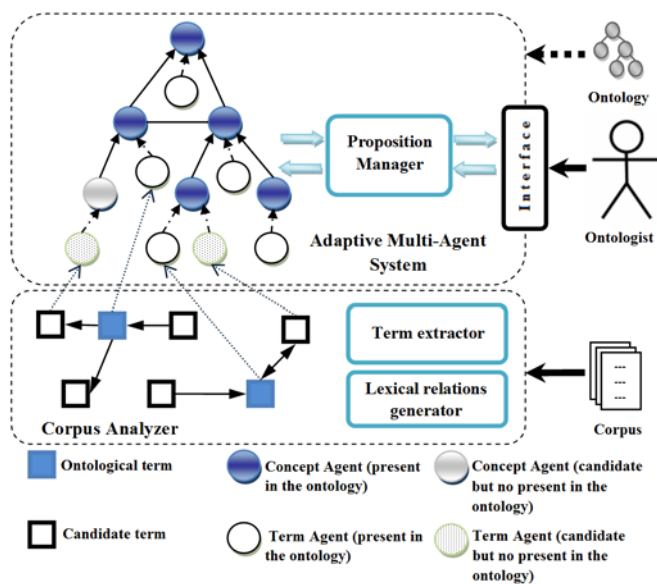 Ontology
Proposition
Manager
Interface
Ontologist
Adaptive Multi-Agent
System
Term extractor
Lexical relations
generator
Corpus Analyzer
Corpus
Ontological term
Concept Agent (present
in the ontology)
Concept Agent (candidate
but no present in the
ontology)
Candidate term
Term Agent (present in
the ontology)
Term Agent (candidate
but no present in the
ontology)